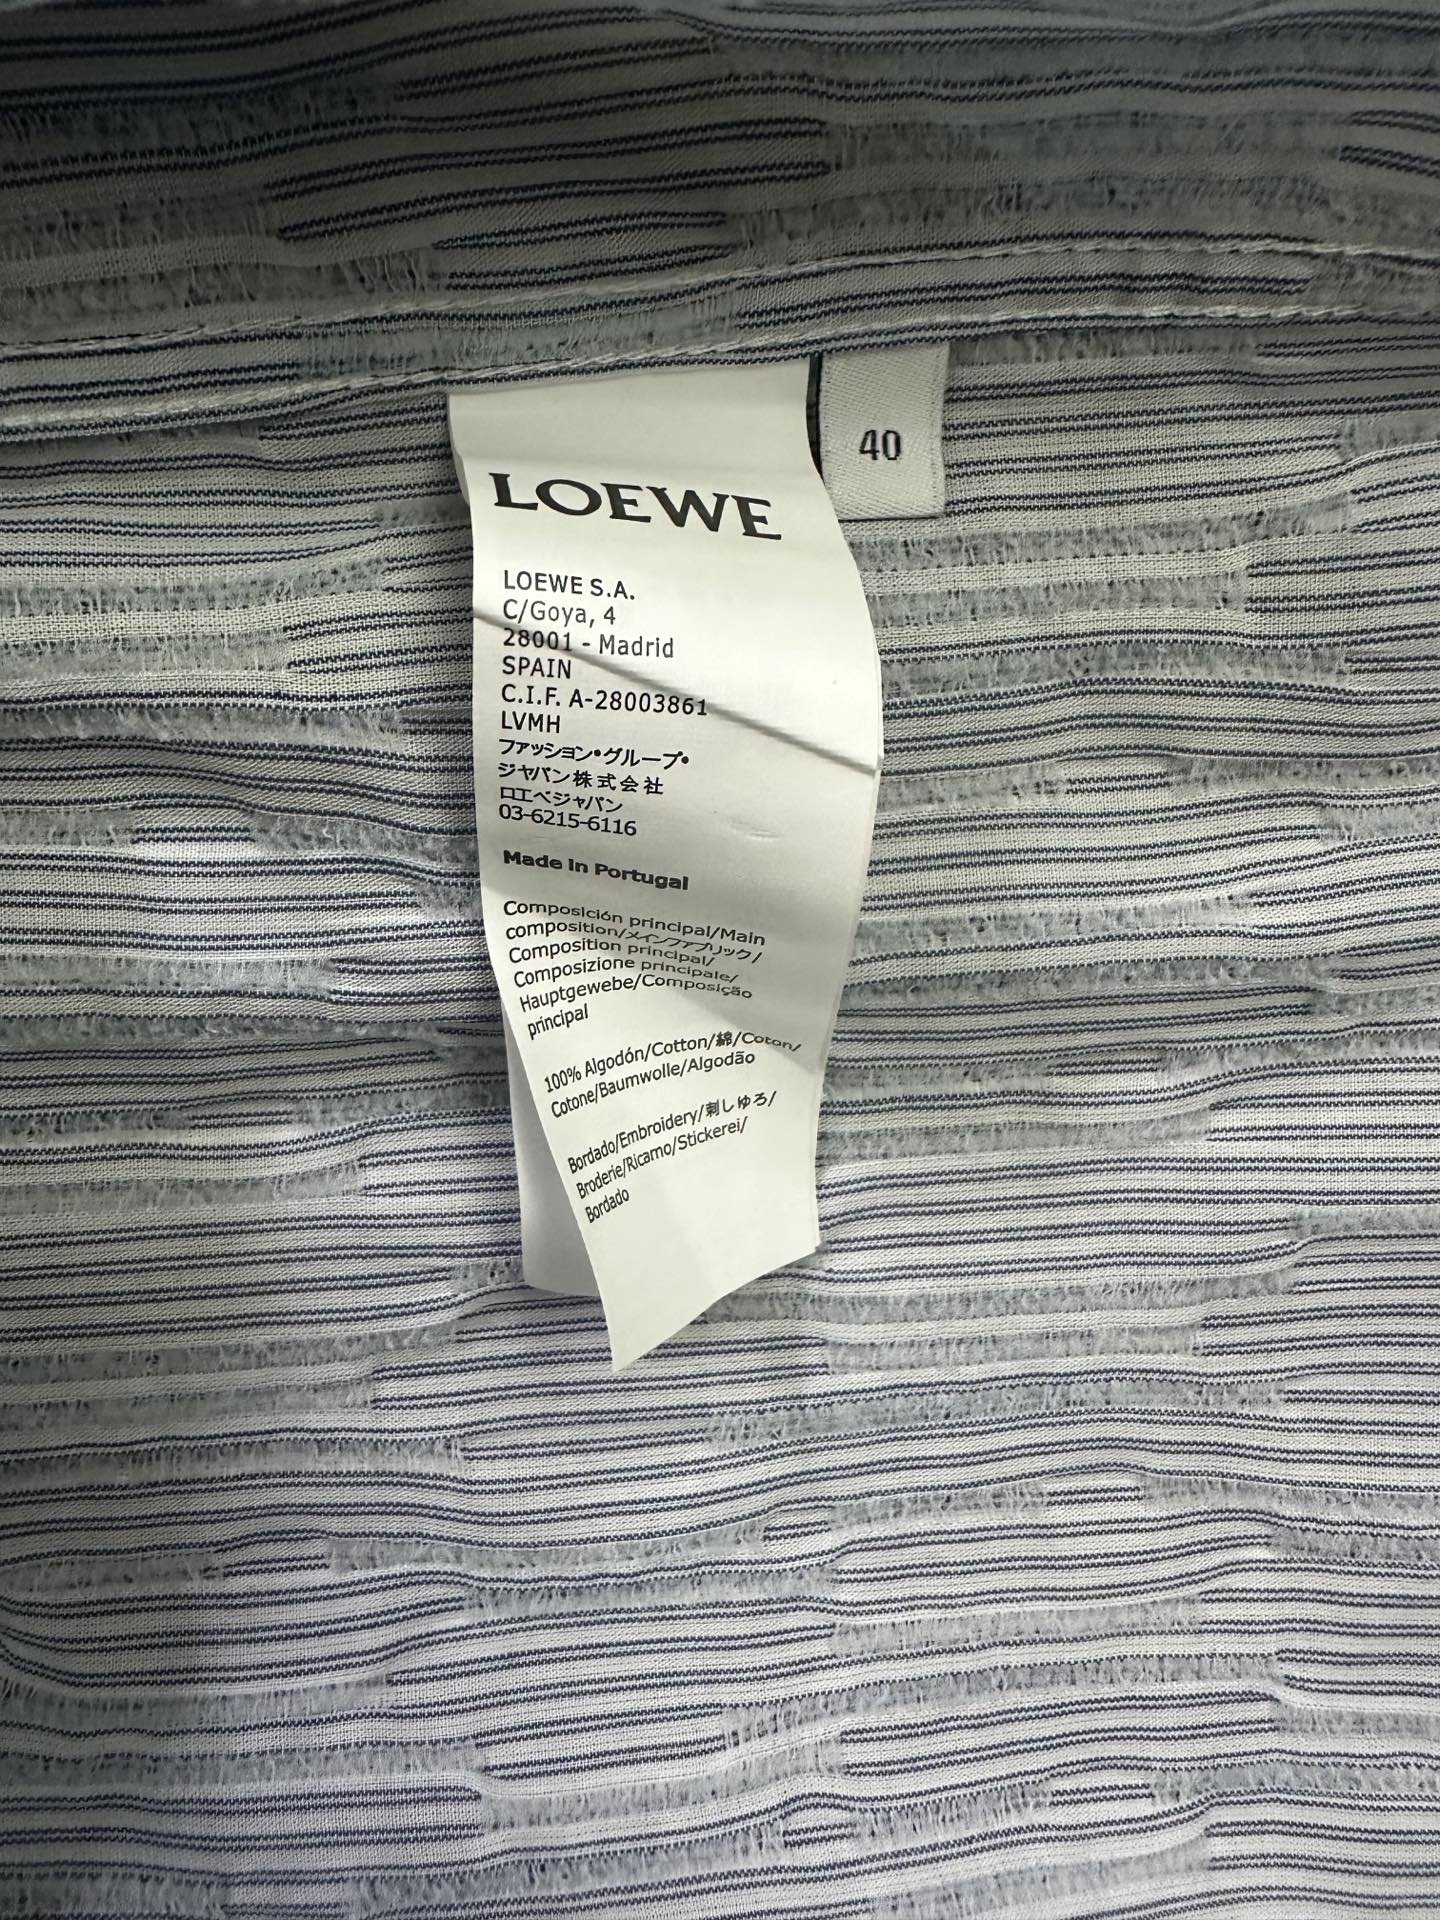 40
LOEWE
LOEWE S.A.
C/Goya, 4
28001 - Madrid
SPAIN
C.I.F. A-28003861
LVMH
ファッション・グループ・
ジャパン株式会社
ロエベジャパン
03-6215-6116
Made in Portugal
Composición principal/Main
composition/メインファブリック/
Composition principal/
Composizione principale/
Hauptgewebe/Composição
principal
100% Algodón/Cotton/綿/Coton/
Cotone/Baumwolle/Algodão
Bordado/Embroidery/刺しゅろ/
Broderie/Ricamo/Stickerei/
Bordado